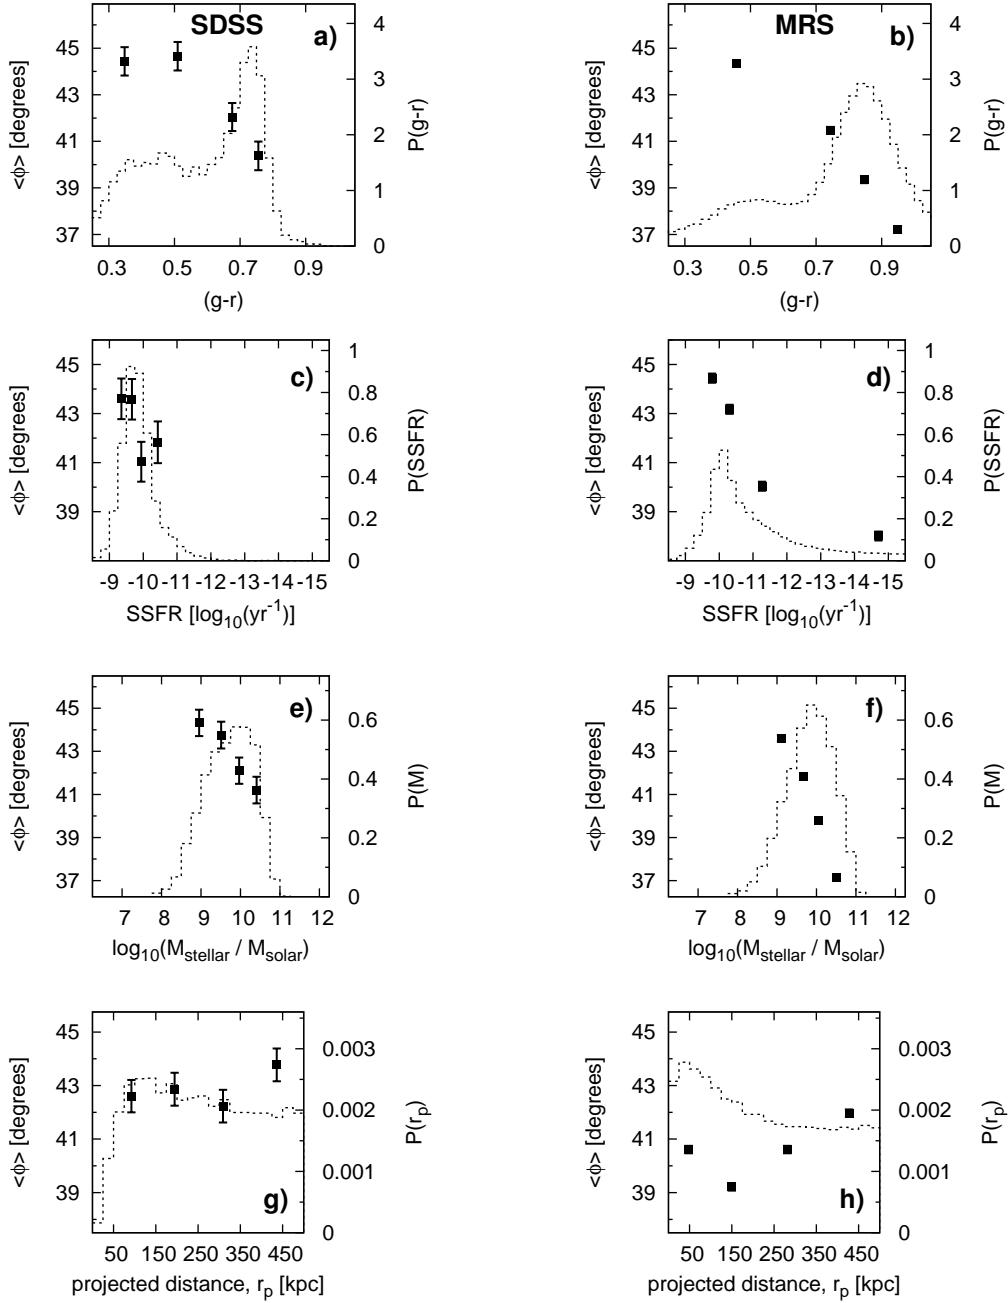 SDSS
a)
<ϕ> [degrees]
45
43
41
39
37
0.3 0.5 0.7 0.9
(g-r)
4
3
2
1
0
P(g-r)
MRS
b)
<ϕ> [degrees]
45
43
41
39
37
0.3 0.5 0.7 0.9
(g-r)
4
3
2
1
0
P(g-r)
c)
<ϕ> [degrees]
45
43
41
39
-9 -10 -11 -12 -13 -14 -15
SSFR [log10(yr-1)]
1
0.8
0.6
0.4
0.2
0
P(SSFR)
d)
<ϕ> [degrees]
45
43
41
39
-9 -10 -11 -12 -13 -14 -15
SSFR [log10(yr-1)]
1
0.8
0.6
0.4
0.2
0
P(SSFR)
e)
<ϕ> [degrees]
45
43
41
39
37
7 8 9 10 11 12
log10(Mstellar / Msolar)
0.6
0.4
0.2
0
P(M)
f)
<ϕ> [degrees]
45
43
41
39
37
7 8 9 10 11 12
log10(Mstellar / Msolar)
0.6
0.4
0.2
0
P(M)
g)
<ϕ> [degrees]
45
43
41
39
50 150 250 350 450
projected distance, rp [kpc]
0.003
0.002
0.001
0
P(rp)
h)
<ϕ> [degrees]
45
43
41
39
50 150 250 350 450
projected distance, rp [kpc]
0.003
0.002
0.001
0
P(rp)